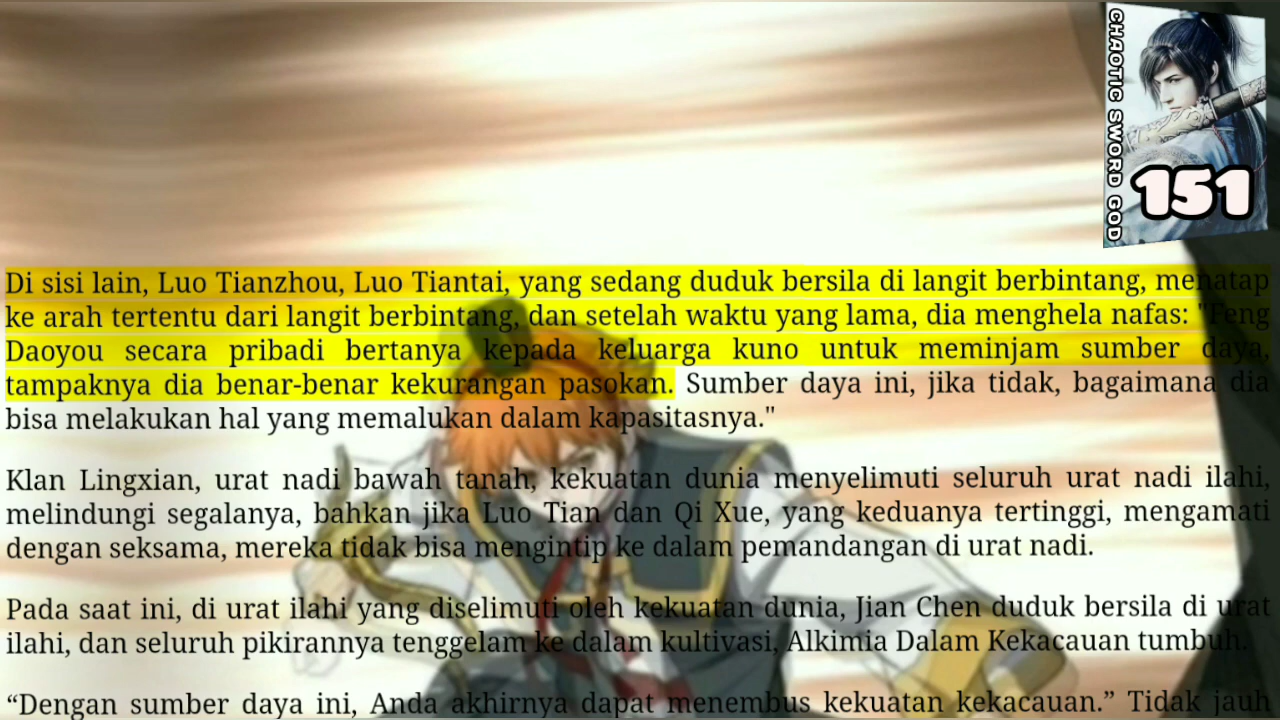 CHAOTIC SWORD GOD
151
Di sisi lain, Luo Tianzhou, Luo Tiantai, yang sedang duduk bersila di langit berbintang, menatap
ke arah tertentu dari langit berbintang, dan setelah waktu yang lama, dia menghela nafas: "Feng
Daoyou secara pribadi bertanya kepada keluarga kuno untuk meminjam sumber daya,
tampaknya dia benar-benar kekurangan pasokan. Sumber daya ini, jika tidak, bagaimana dia
bisa melakukan hal yang memalukan dalam kapasitasnya."
Klan Lingxian, urat nadi bawah tanah, kekuatan dunia menyelimuti seluruh urat nadi ilahi,
melindungi segalanya, bahkan jika Luo Tian dan Qi Xue, yang keduanya tertinggi, mengamati
dengan seksama, mereka tidak bisa mengintip ke dalam pemandangan di urat nadi.
Pada saat ini, di urat ilahi yang diselimuti oleh kekuatan dunia, Jian Chen duduk bersila di urat
ilahi, dan seluruh pikirannya tenggelam ke dalam kultivasi, Alkimia Dalam Kekacauan tumbuh.
“Dengan sumber daya ini, Anda akhirnya dapat menembus kekuatan kekacauan.” Tidak jauh